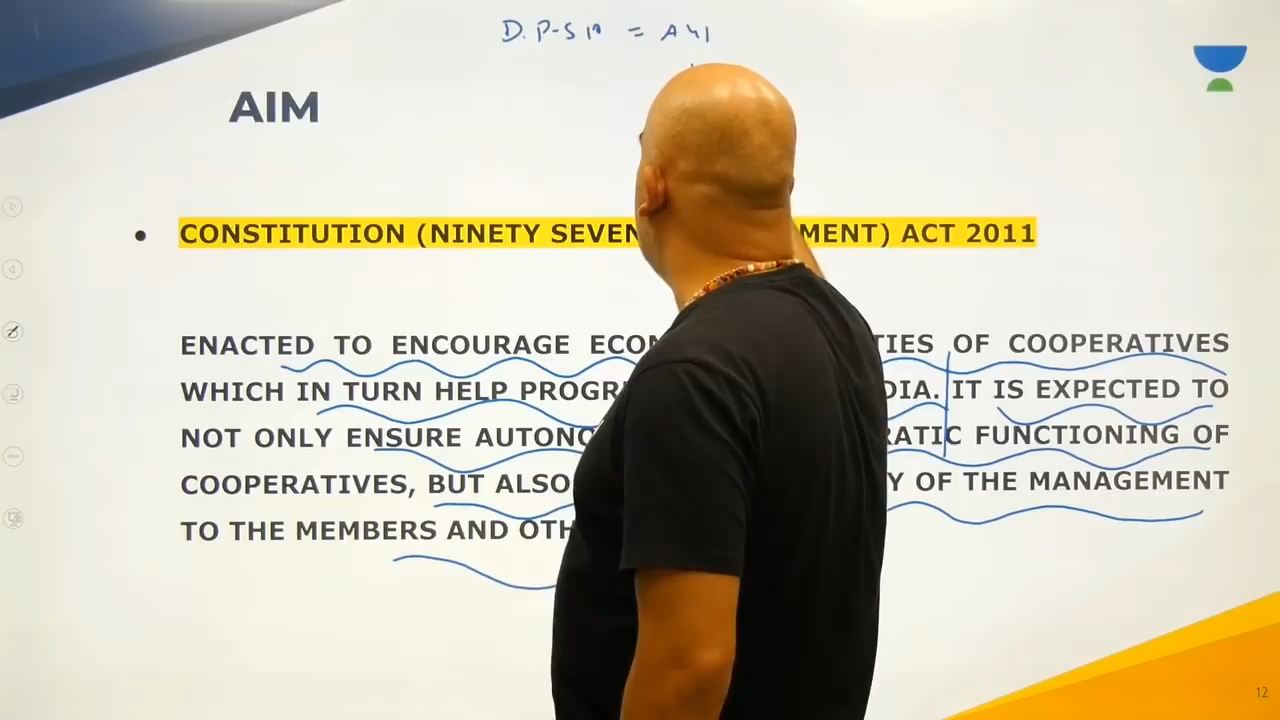 D.P-SP = A41
AIM
• CONSTITUTION (NINETY SEVEN MENT) ACT 2011
ENACTED TO ENCOURAGE ECON TIES OF COOPERATIVES
WHICH IN TURN HELP PROGR DIA. IT IS EXPECTED TO
NOT ONLY ENSURE AUTONO RATIC FUNCTIONING OF
COOPERATIVES, BUT ALSO Y OF THE MANAGEMENT
TO THE MEMBERS AND OTH
12